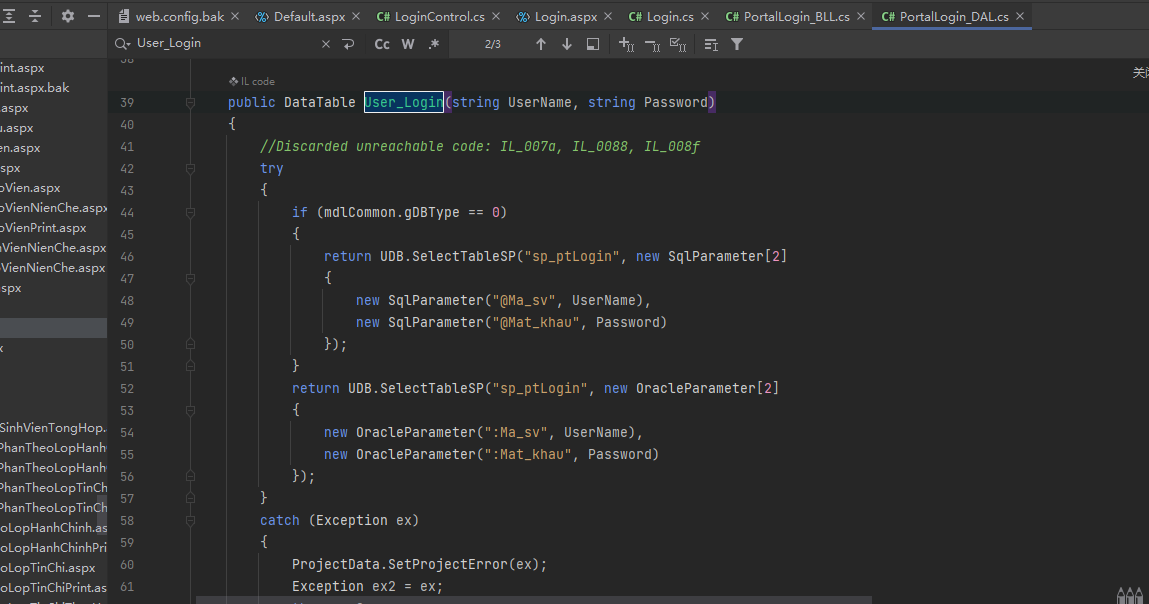 web.config.bak
Default.aspx
LoginControl.cs
Login.aspx
Login.cs
PortalLogin_BLL.cs
PortalLogin_DAL.cs
User_Login
Cc W .* 2/3
int.aspx
int.aspx.bak
.aspx
u.aspx
en.aspx
spx
oVien.aspx
oVienNienChe.aspx
oVienPrint.aspx
nVienNienChe.aspx
VienNienChe.aspx
spx
x
SinhVienTongHop.
PhanTheoLopHanh
PhanTheoLopHanh
PhanTheoLopTinCh
PhanTheoLopTinCh
oLopHanhChinh.as
oLopHanhChinhPri
oLopTinChi.aspx
oLopTinChiPrint.as
38
IL code
39 public DataTable User_Login(string UserName, string Password)
40 {
41 //Discarded unreachable code: IL_007a, IL_0088, IL_008f
42 try
43 {
44 if (mdlCommon.gDBType == 0)
45 {
46 return UDB.SelectTableSP("sp_ptLogin", new SqlParameter[2]
47 {
48 new SqlParameter("@Ma_sv", UserName),
49 new SqlParameter("@Mat_khau", Password)
50 });
51 }
52 return UDB.SelectTableSP("sp_ptLogin", new OracleParameter[2]
53 {
54 new OracleParameter(":Ma_sv", UserName),
55 new OracleParameter(":Mat_khau", Password)
56 });
57 }
58 catch (Exception ex)
59 {
60 ProjectData.SetProjectError(ex);
61 Exception ex2 = ex;
关